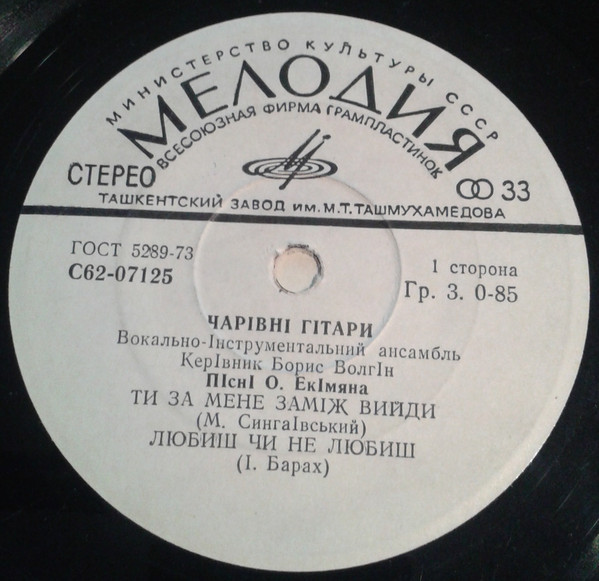 МИНИСТЕРСТВО КУЛЬТУРЫ СССР
МЕЛОДИЯ
ВСЕСОЮЗНАЯ ФИРМА ГРАМПЛАСТИНОК
СТЕРЕО
33
ТАШКЕНТСКИЙ ЗАВОД ИМ. М.Т. ТАШМУХАМЕДОВА
ГОСТ 5289-73
С62-07125
1 сторона
Гр. 3. 0-85
ЧАРІВНІ ГІТАРИ
Вокально-Інструментальний ансамбль
КерІвник Борис ВолгІн
ПІснІ О. ЕкІмяна
ТИ ЗА МЕНЕ ЗАМІЖ ВИЙДИ
(М. СингаІвський)
ЛЮБИШ ЧИ НЕ ЛЮБИШ
(І. Барах)